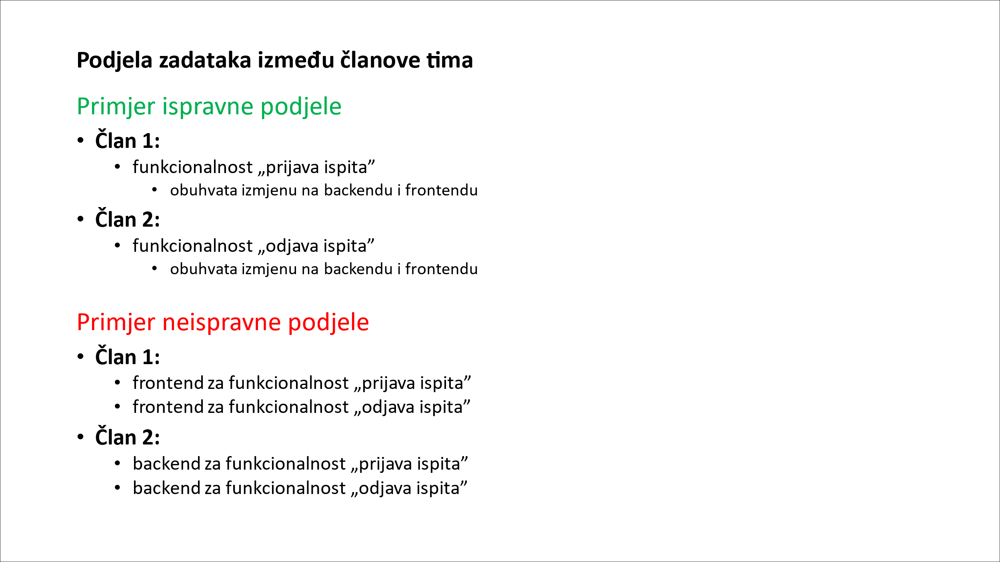 Podjela zadataka između članove tima
Primjer ispravne podjele
• Član 1:
• funkcionalnost „prijava ispita”
• obuhvata izmjenu na backendu i frontendu
• Član 2:
• funkcionalnost „odjava ispita”
• obuhvata izmjenu na backendu i frontendu
Primjer neispravne podjele
• Član 1:
• frontend za funkcionalnost „prijava ispita”
• frontend za funkcionalnost „odjava ispita”
• Član 2:
• backend za funkcionalnost „prijava ispita”
• backend za funkcionalnost „odjava ispita”